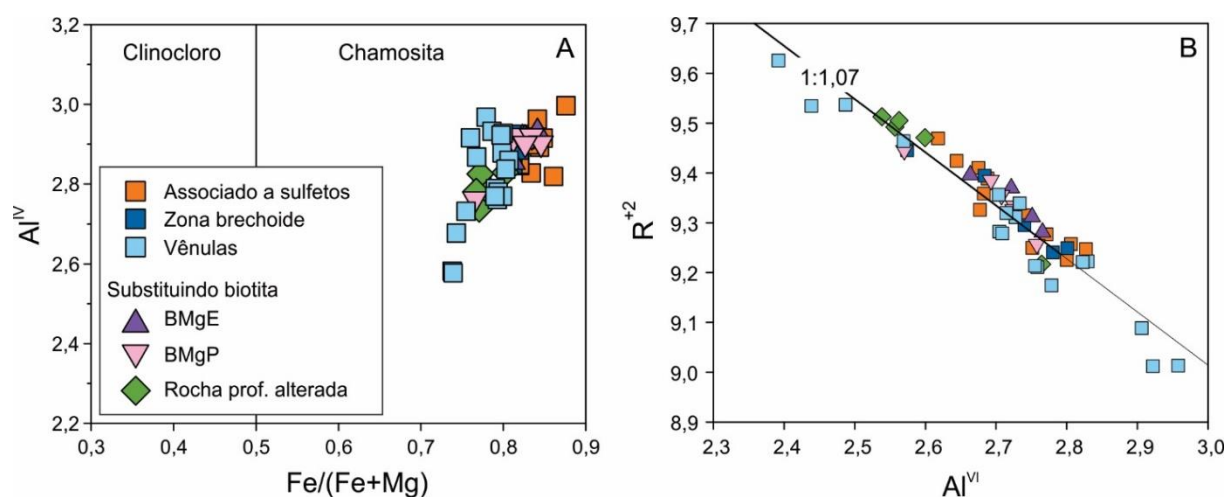 A
Clinocloro
Chamosita
Associado a sulfetos
Zona brechoide
Vênulas
Substituindo biotita
BMgE
BMgP
Rocha prof. alterada
3,2
3,0
2,8
2,6
2,4
2,2
Al^IV
0,3
0,4
0,5
0,6
0,7
0,8
0,9
Fe/(Fe+Mg)
B
1:1,07
9,7
9,6
9,5
9,4
9,3
9,2
9,1
9,0
8,9
R^+2
2,3
2,4
2,5
2,6
2,7
2,8
2,9
3,0
Al^VI